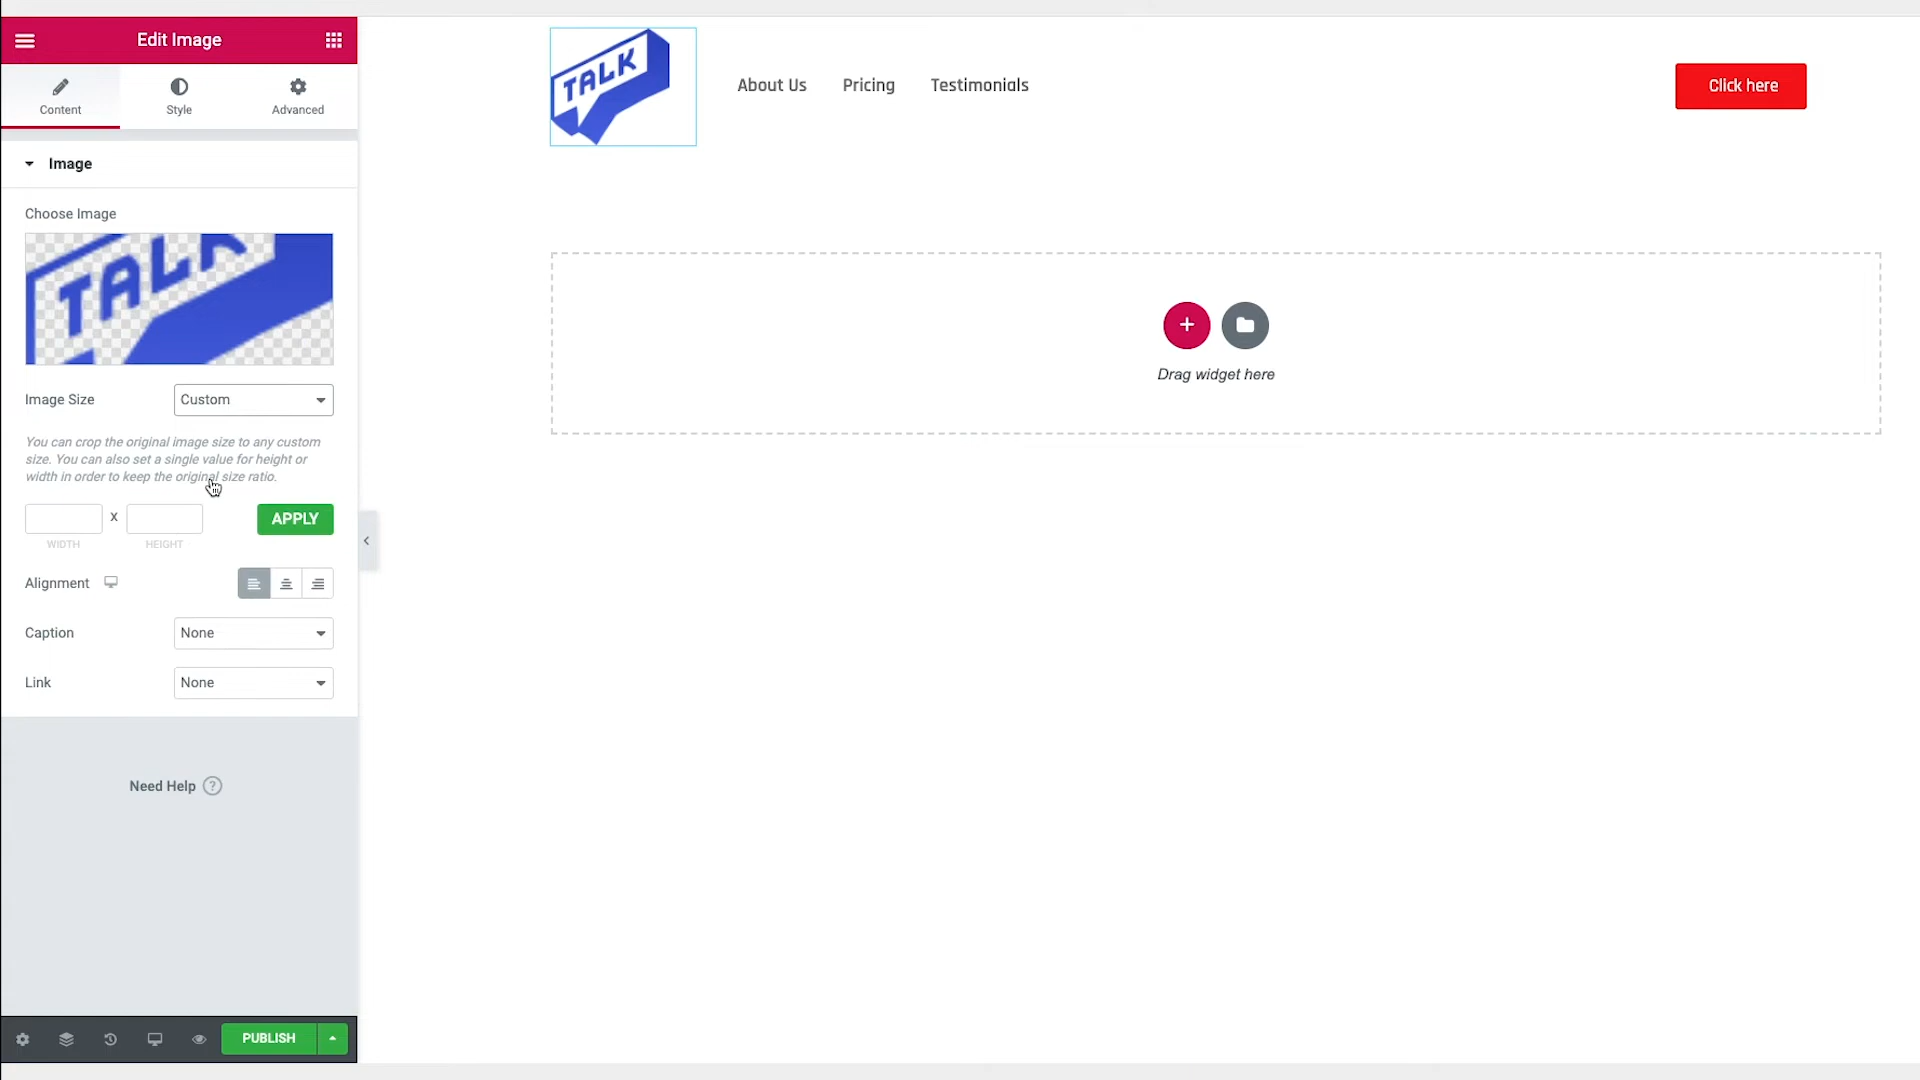 Edit Image
Content
Style
Advanced
Image
Choose Image
TALK
Image Size
Custom
You can crop the original image size to any custom
size. You can also set a single value for height or
width in order to keep the original size ratio.
X
APPLY
WIDTH
HEIGHT
Alignment
Caption
None
Link
None
Need Help ?
PUBLISH
TALK
About Us
Pricing
Testimonials
Click here
Drag widget here